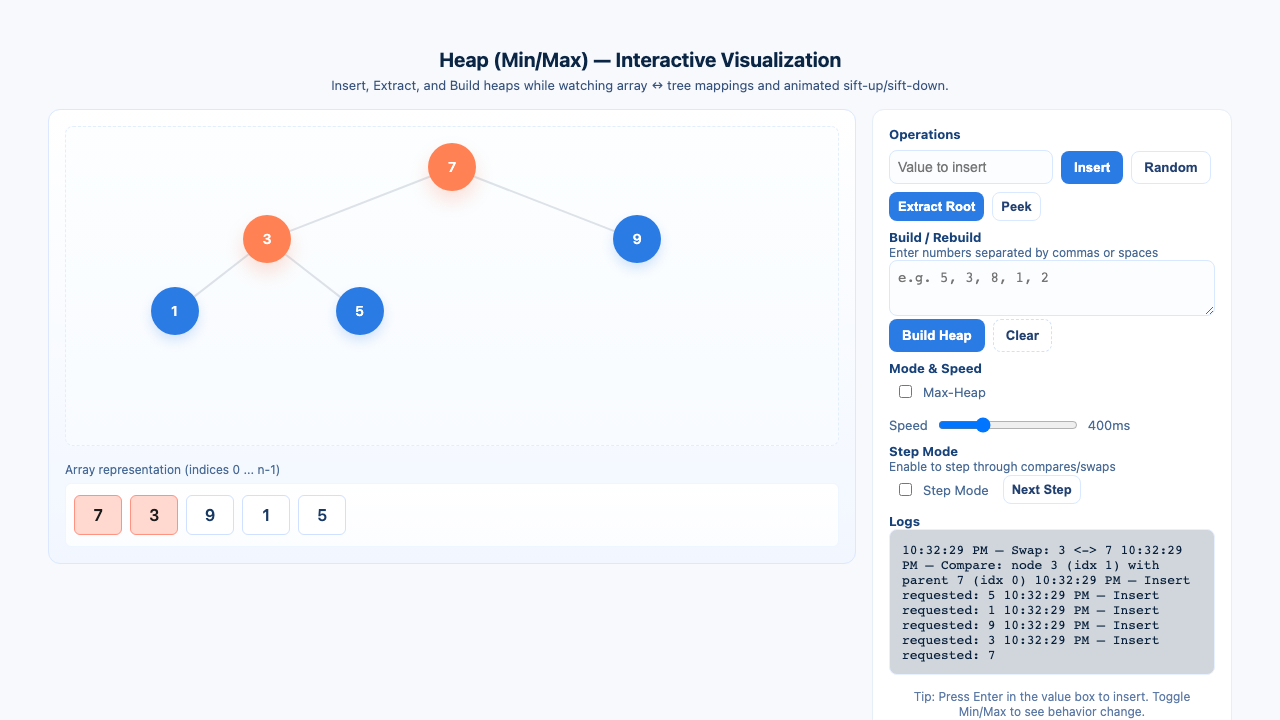 Heap (Min/Max) — Interactive Visualization
Insert, Extract, and Build heaps while watching array ↔ tree mappings and animated sift-up/sift-down.
7
3
9
1
5
Array representation (indices 0 ... n-1)
7 3 9 1 5
Operations
Value to insert Insert Random
Extract Root Peek
Build / Rebuild
Enter numbers separated by commas or spaces
e.g. 5, 3, 8, 1, 2
Build Heap Clear
Mode & Speed
Max-Heap
Speed 400ms
Step Mode
Enable to step through compares/swaps
Step Mode Next Step
Logs
10:32:29 PM — Swap: 3 <-> 7 10:32:29
PM — Compare: node 3 (idx 1) with
parent 7 (idx 0) 10:32:29 PM — Insert
requested: 5 10:32:29 PM — Insert
requested: 1 10:32:29 PM — Insert
requested: 9 10:32:29 PM — Insert
requested: 3 10:32:29 PM — Insert
requested: 7
Tip: Press Enter in the value box to insert. Toggle
Min/Max to see behavior change.